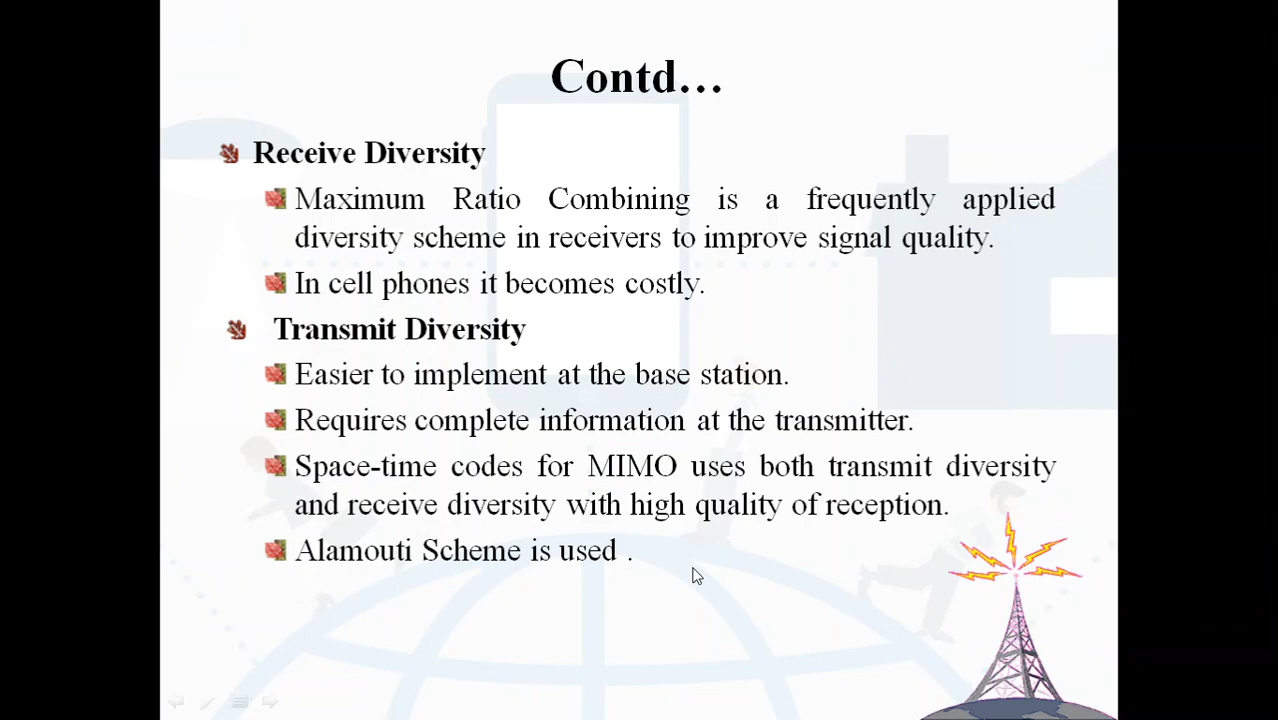 Contd…
Receive Diversity
Maximum Ratio Combining is a frequently applied
diversity scheme in receivers to improve signal quality.
In cell phones it becomes costly.
Transmit Diversity
Easier to implement at the base station.
Requires complete information at the transmitter.
Space-time codes for MIMO uses both transmit diversity
and receive diversity with high quality of reception.
Alamouti Scheme is used .